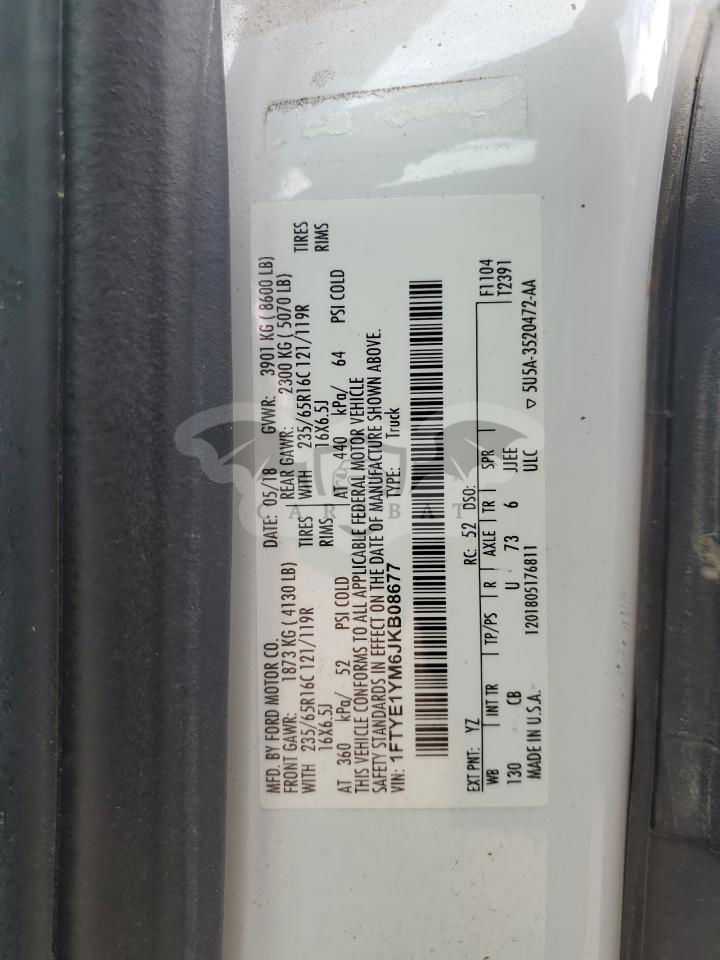 MFD. BY FORD MOTOR CO. DATE: 05/18 GVWR: 3901 KG ( 8600 LB)
FRONT GAWR: 1873 KG ( 4130 LB) REAR GAWR: 2300 KG ( 5070 LB)
WITH 235/65R16C 121/119R TIRES WITH 235/65R16C 121/119R TIRES
16X6.5J RIMS 16X6.5J RIMS
AT 360 kPa/ 52 PSI COLD AT 440 kPa/ 64 PSI COLD
THIS VEHICLE CONFORMS TO ALL APPLICABLE FEDERAL MOTOR VEHICLE
SAFETY STANDARDS IN EFFECT ON THE DATE OF MANUFACTURE SHOWN ABOVE.
VIN: 1FTYE1YM6JKB08677 TYPE: Truck
EXT PNT: YZ RC: 52 DSO: F1104
WB INT TR TP/PS R AXLE TR SPR T2391
130 CB U 73 6 JJEE
MADE IN U.S.A. 1201805176811 ULC ▽ 5U5A-3520472-AA
CAR BAT